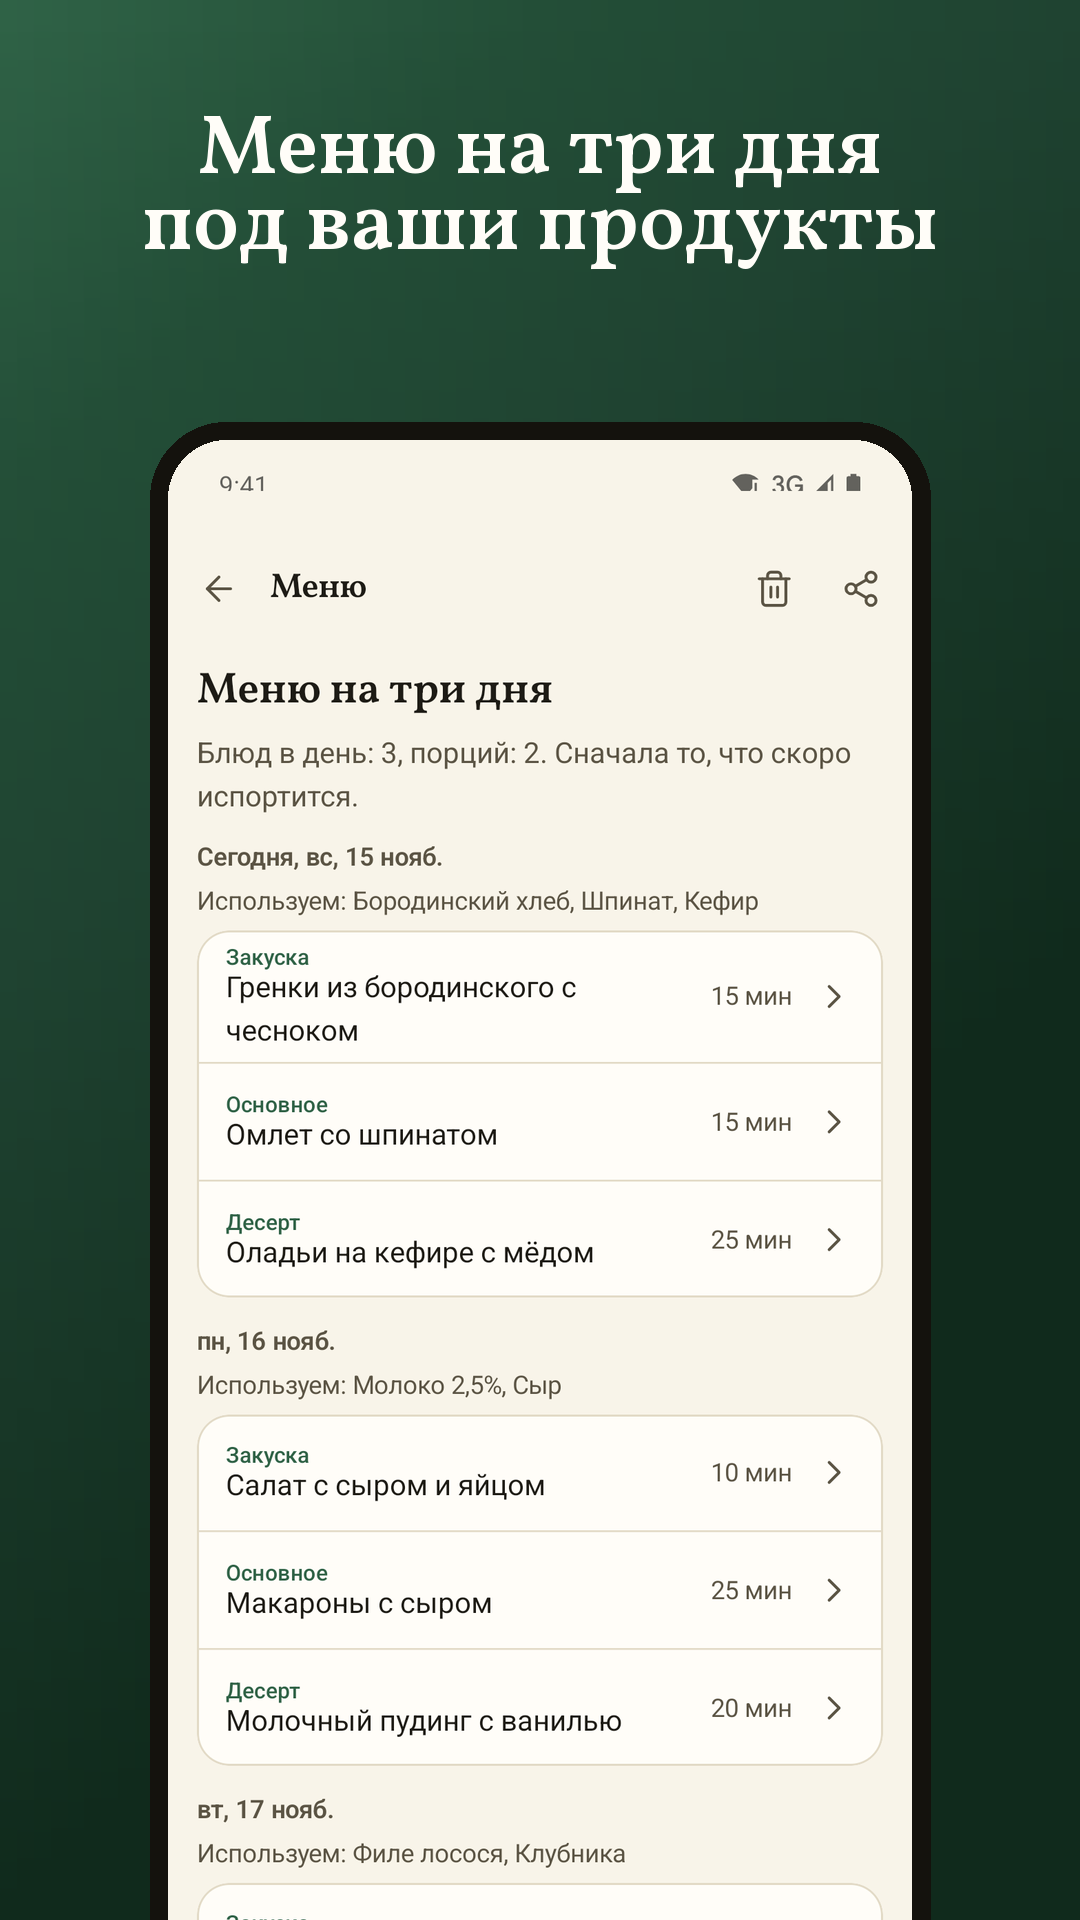 Меню на три дня
под ваши продукты
9:41
3G
Меню
Меню на три дня
Блюд в день: 3, порций: 2. Сначала то, что скоро
испортится.
Сегодня, вс, 15 нояб.
Используем: Бородинский хлеб, Шпинат, Кефир
Закуска
Гренки из бородинского с
чесноком
15 мин
Основное
Омлет со шпинатом
15 мин
Десерт
Оладьи на кефире с мёдом
25 мин
пн, 16 нояб.
Используем: Молоко 2,5%, Сыр
Закуска
Салат с сыром и яйцом
10 мин
Основное
Макароны с сыром
25 мин
Десерт
Молочный пудинг с ванилью
20 мин
вт, 17 нояб.
Используем: Филе лосося, Клубника